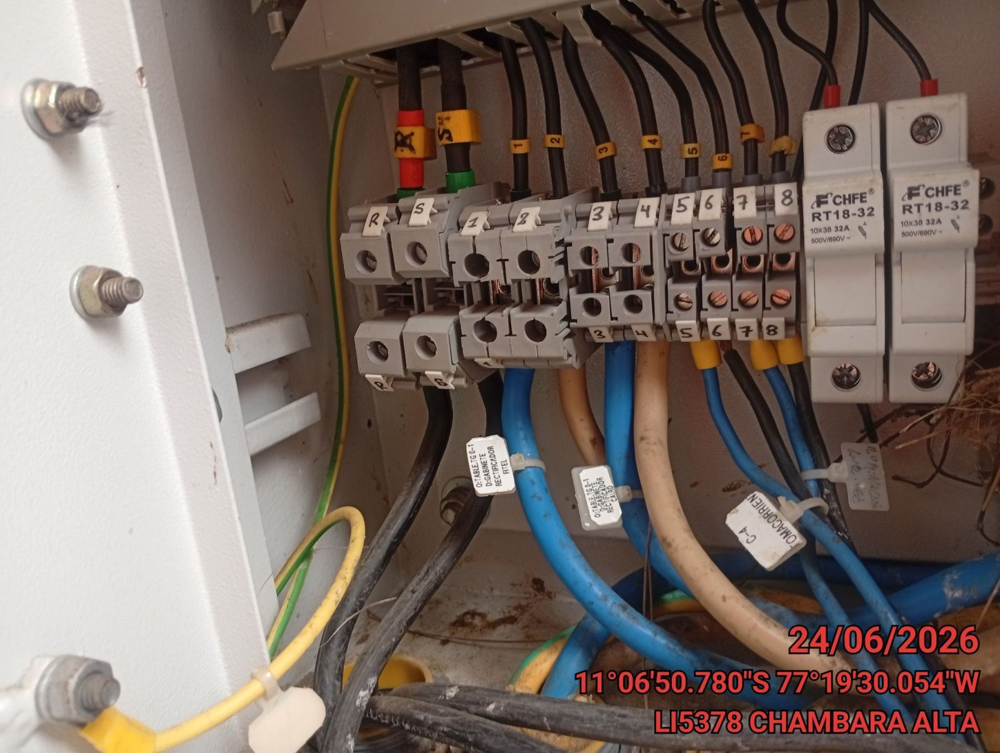 R
S
1
2
3
4
5
6
7
R
S
1
2
3
4
5
6
7
8
CHFE®
RT18-32
10x38 32A
500V/690V~
CHFE®
RT18-32
10x38 32A
500V/690V~
3
4
5
6
7
8
R
S
1
O:TABLE.TG 0-1
D:GABINETE
RECTIFICADOR
FITEL
O:TABLE.TG 0-1
D:GABINETE
RECTIFICADOR
CALRO
TOMACORRIEN
C-4
24/06/2026
11°06'50.780"S 77°19'30.054"W
LI5378 CHAMBARA ALTA